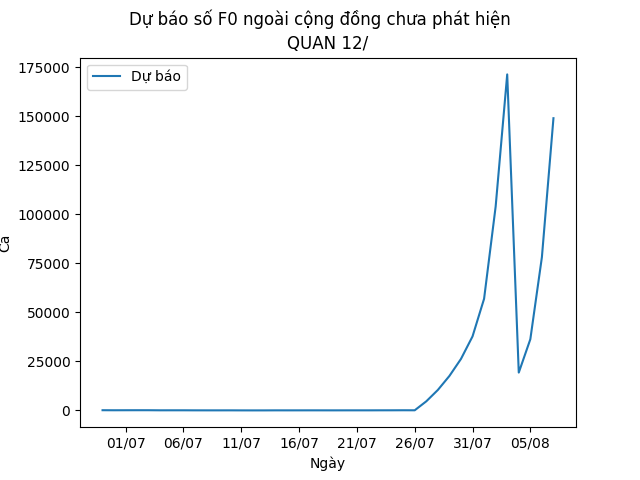 Dự báo số F0 ngoài cộng đồng chưa phát hiện
QUAN 12/
Dự báo
175000
150000
125000
100000
75000
50000
25000
0
Ca
01/07 06/07 11/07 16/07 21/07 26/07 31/07 05/08
Ngày